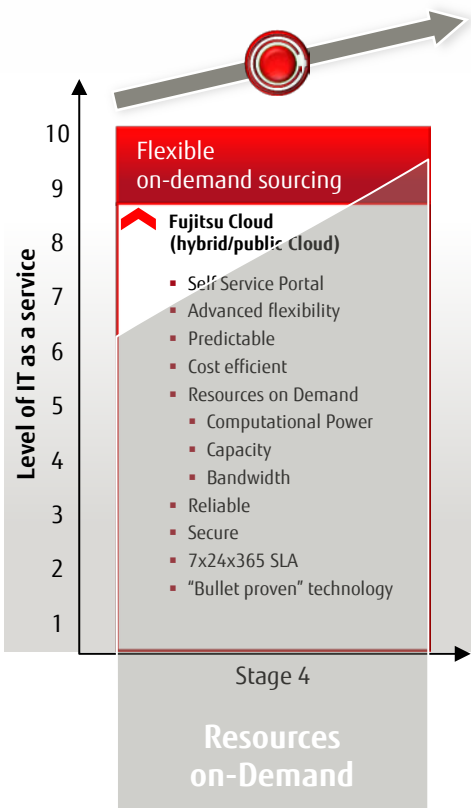 Level of IT as a service
10
9
8
7
6
5
4
3
2
1
Flexible
on-demand sourcing
Fujitsu Cloud
(hybrid/public Cloud)
Self Service Portal
Advanced flexibility
Predictable
Cost efficient
Resources on Demand
Computational Power
Capacity
Bandwidth
Reliable
Secure
7x24x365 SLA
“Bullet proven” technology
Stage 4
Resources
on-Demand